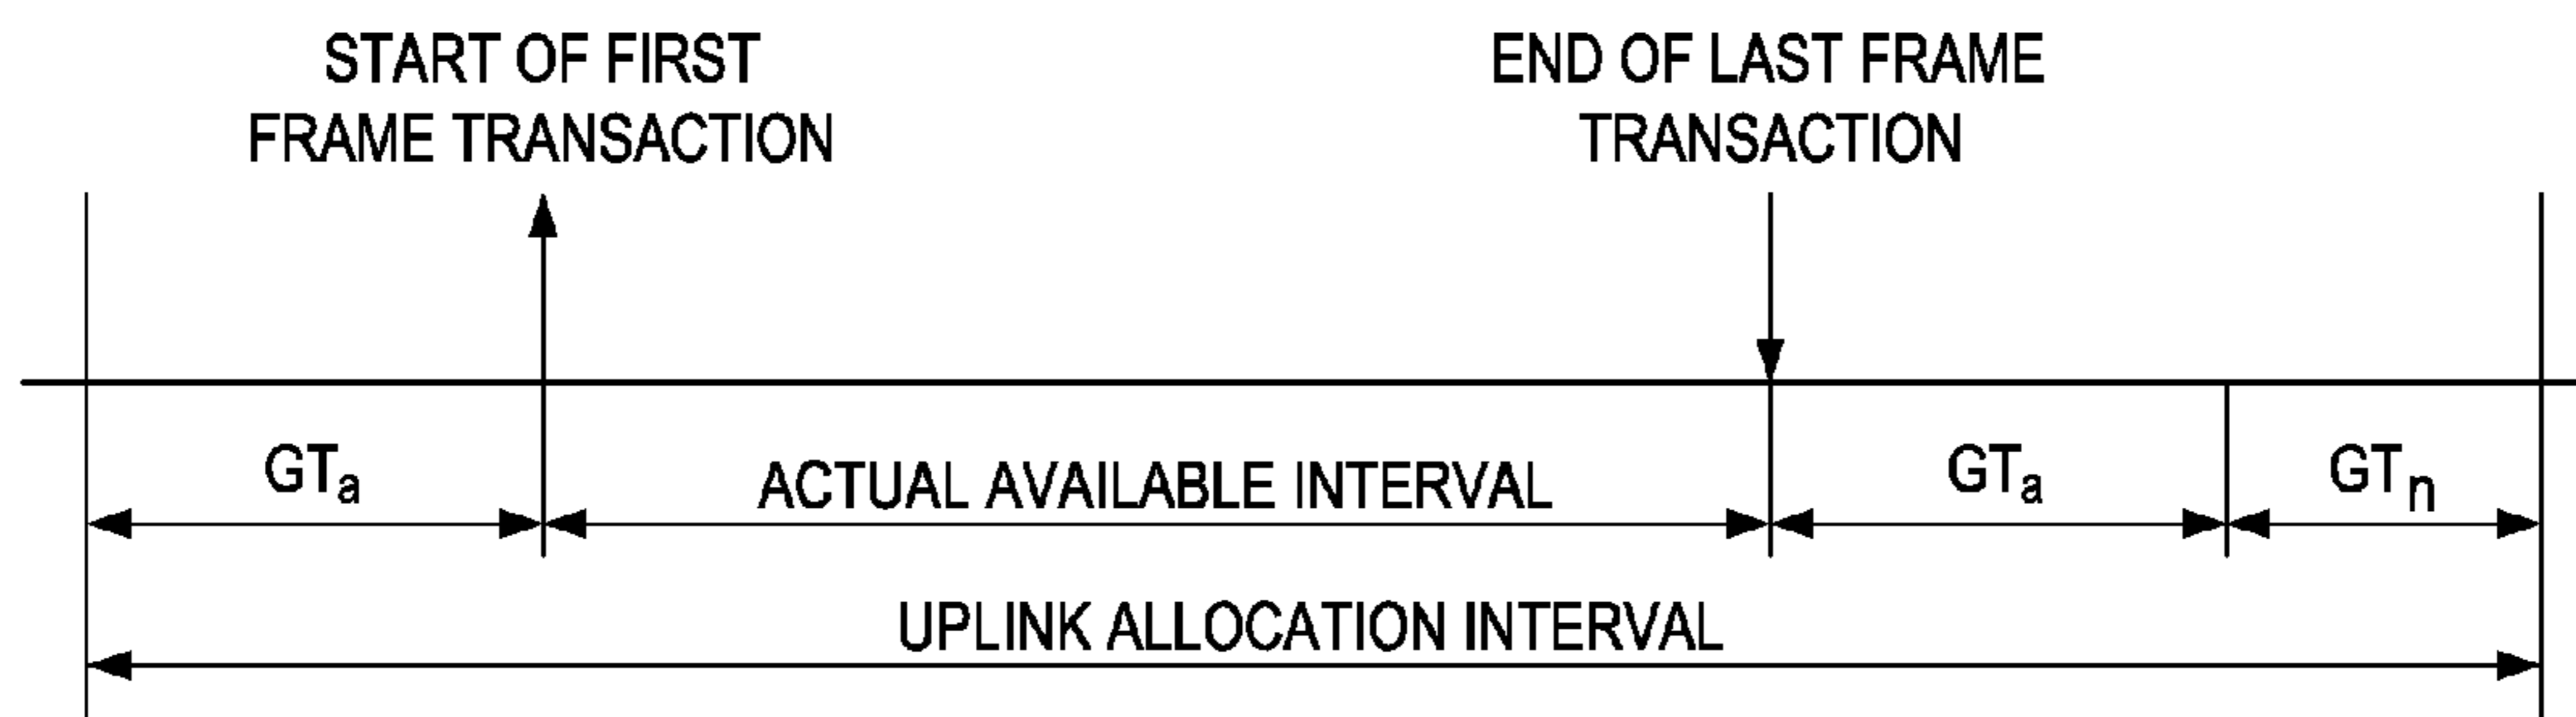 START OF FIRST
FRAME TRANSACTION
END OF LAST FRAME
TRANSACTION
GTa
ACTUAL AVAILABLE INTERVAL
GTa
GTn
UPLINK ALLOCATION INTERVAL